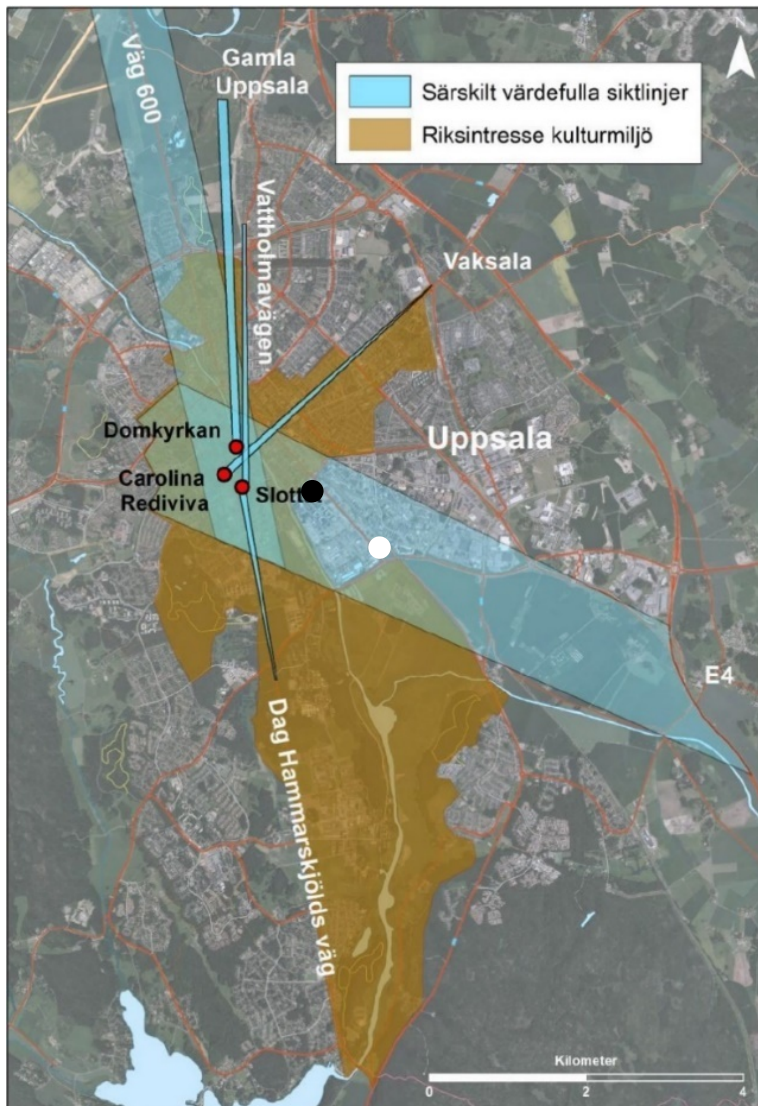 N
Väg 600
Gamla
Uppsala
Särskilt värdefulla siktlinjer
Riksintresse kulturmiljö
Vattholmavägen
Vaksala
Domkyrkan
Uppsala
Carolina
Rediviva
E4
Dag Hammarskjölds väg
Kilometer
0 2 4